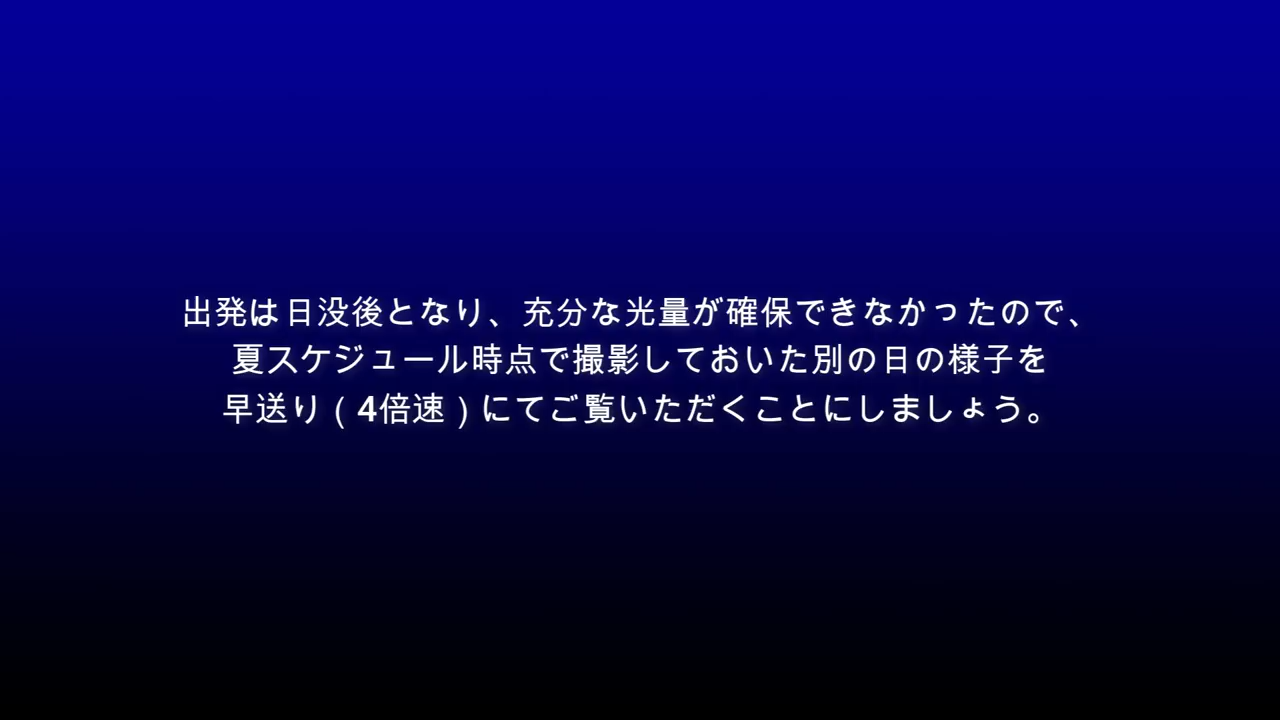 出発は日没後となり、充分な光量が確保できなかったので、
夏スケジュール時点で撮影しておいた別の日の様子を
早送り（4倍速）にてご覧いただくことにしましょう。